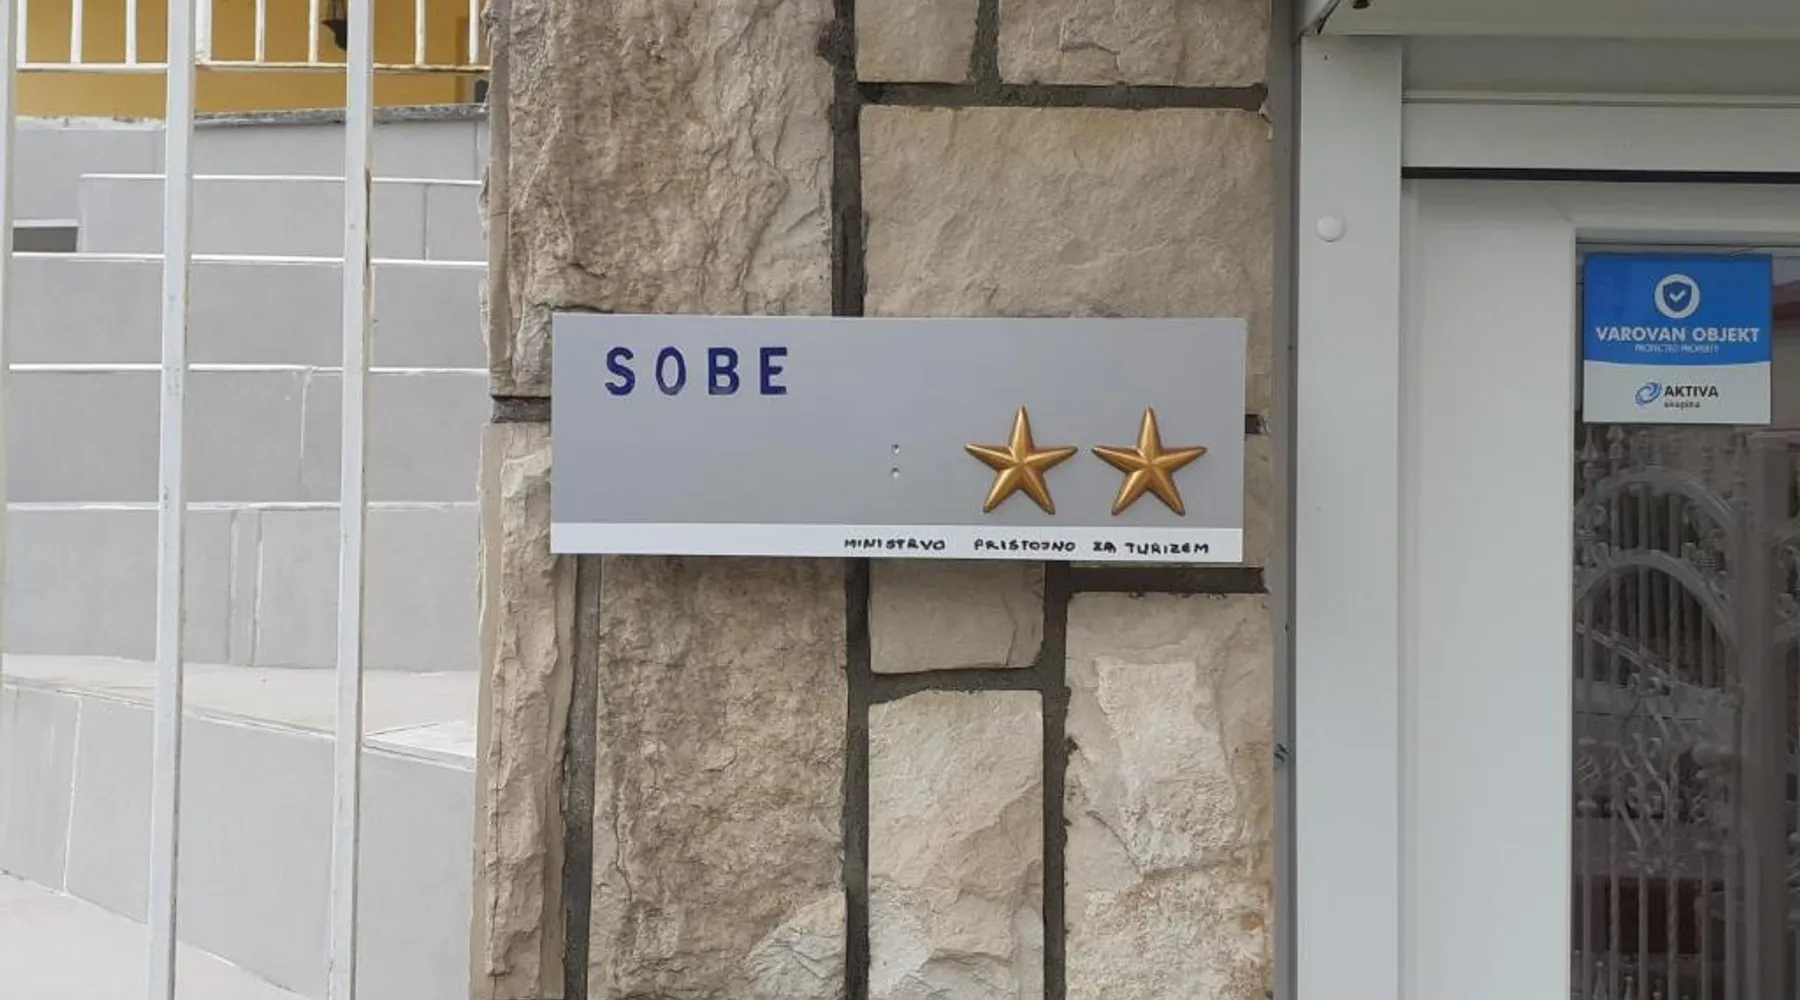 SOBE
MINISTRVO PRISTOJNO ZA TURIZEM
VAROVAN OBJEKT
PROTECTED PROPERTY
AKTIVA
skupina